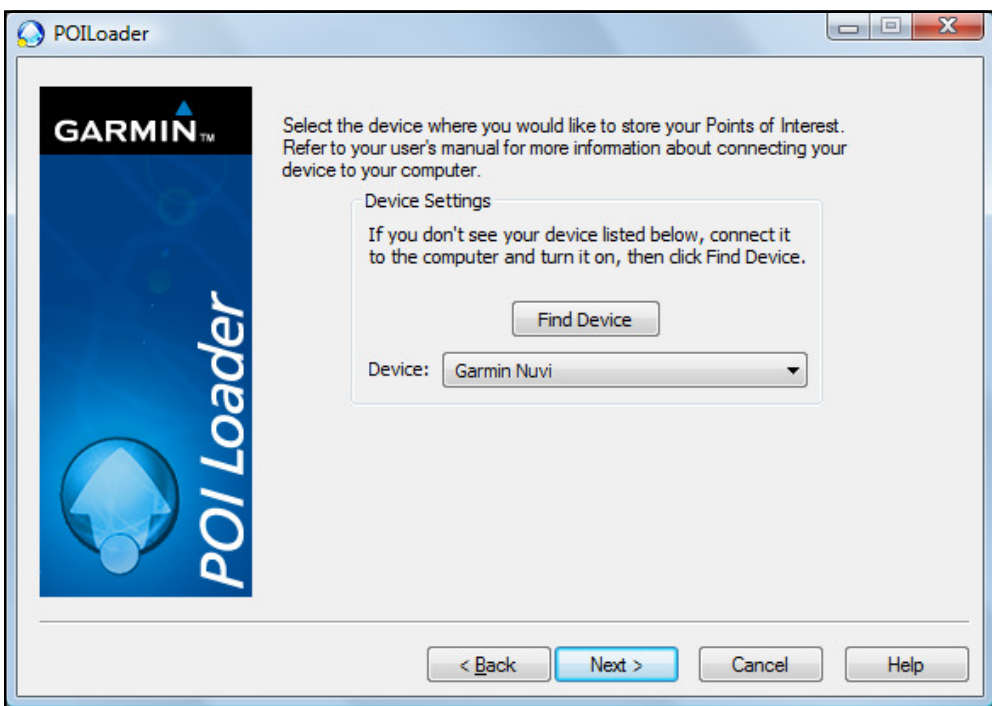 POILoader
GARMIN™
POI Loader
Select the device where you would like to store your Points of Interest.
Refer to your user's manual for more information about connecting your
device to your computer.
Device Settings
If you don't see your device listed below, connect it
to the computer and turn it on, then click Find Device.
Find Device
Device: Garmin Nuvi
< Back Next > Cancel Help